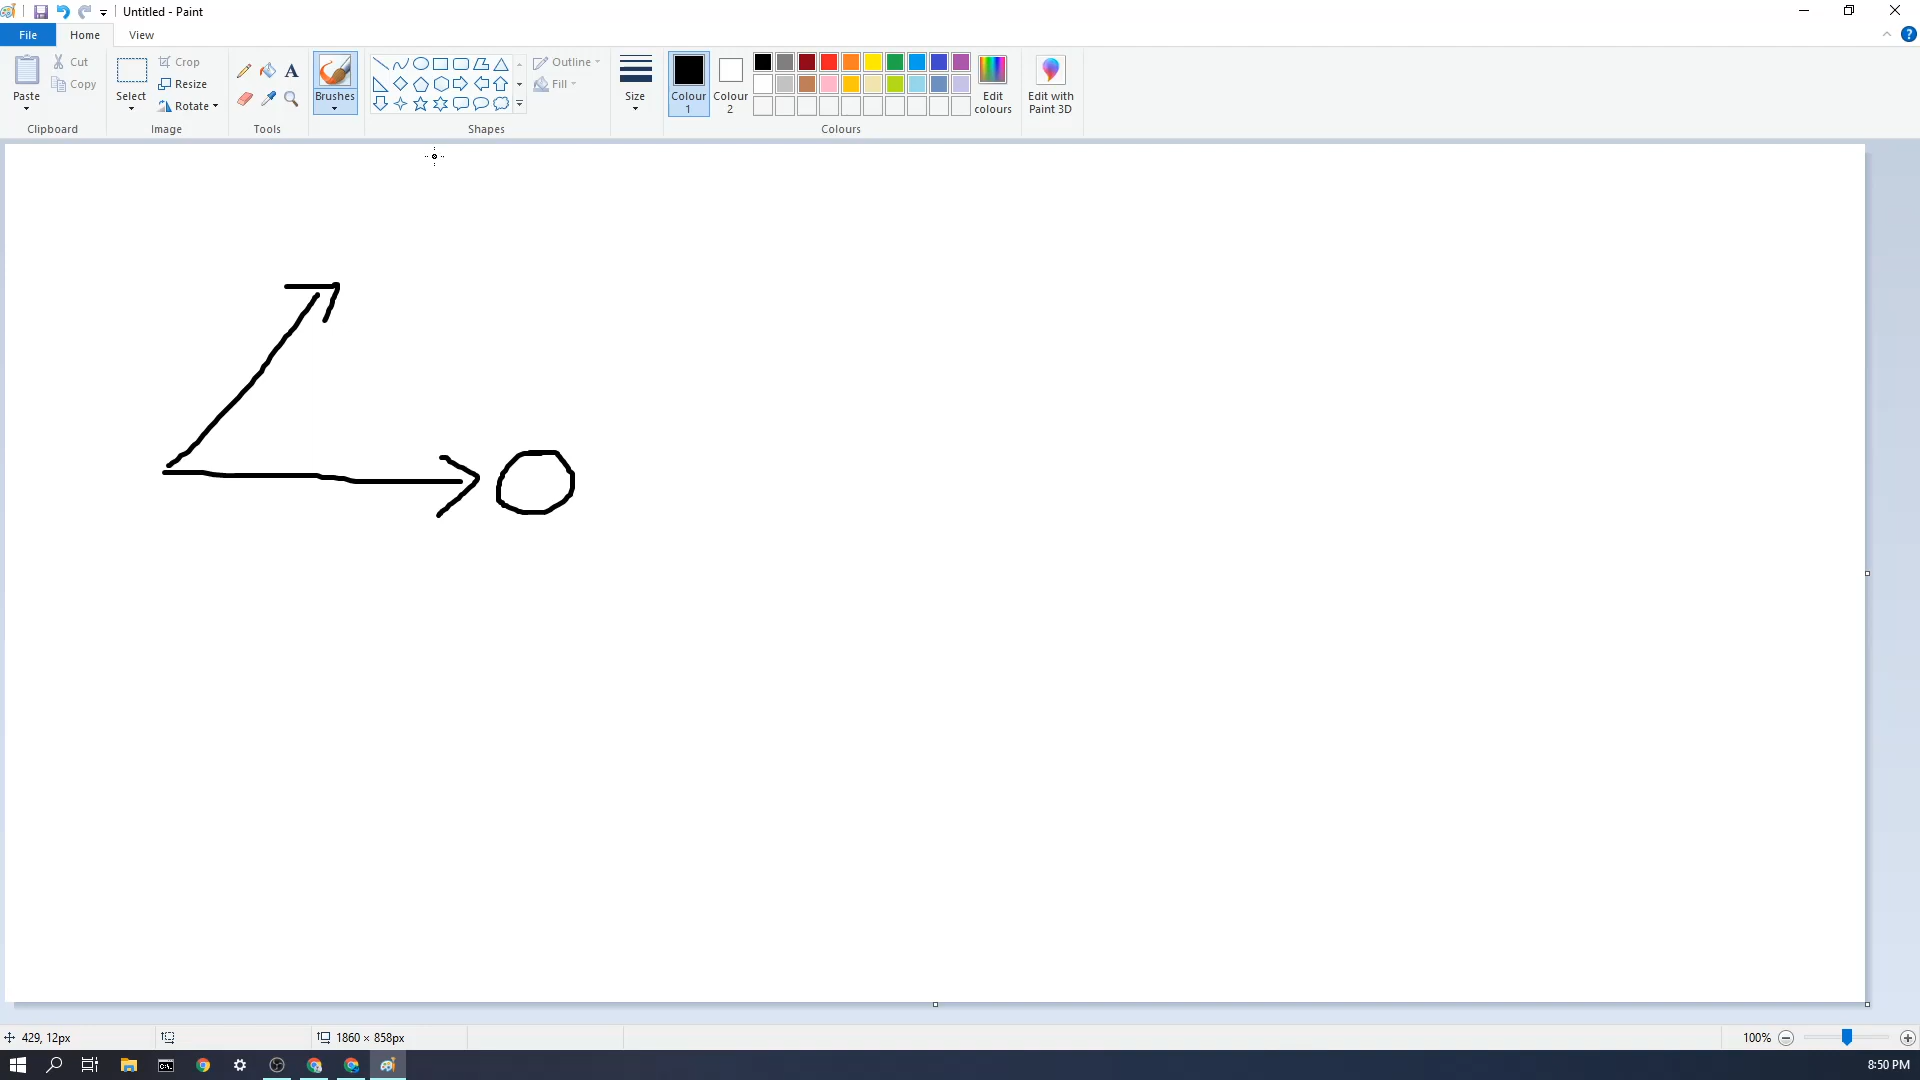 Untitled - Paint
File Home View
Paste
Cut
Copy
Clipboard
Select
Crop
Resize
Rotate
Image
A
Tools
Brushes
Shapes
Outline
Fill
Size
Colour 1
Colour 2
Colours
Edit colours
Edit with Paint 3D
?
429, 12px
1860 × 858px
100%
8:50 PM